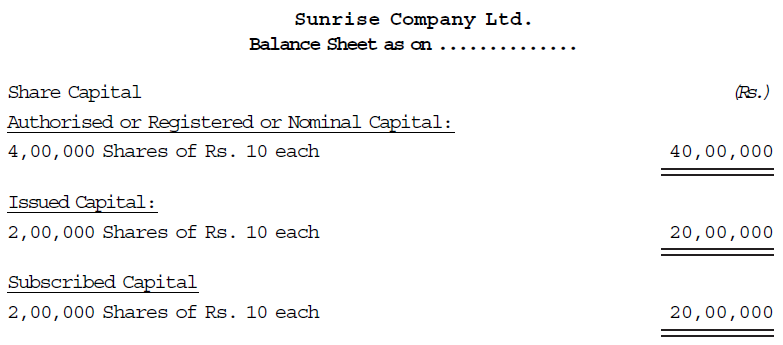 Sunrise Company Ltd.
Balance Sheet as on ..............
Share Capital (Rs.)
Authorised or Registered or Nominal Capital:
4,00,000 Shares of Rs. 10 each 40,00,000
Issued Capital:
2,00,000 Shares of Rs. 10 each 20,00,000
Subscribed Capital
2,00,000 Shares of Rs. 10 each 20,00,000